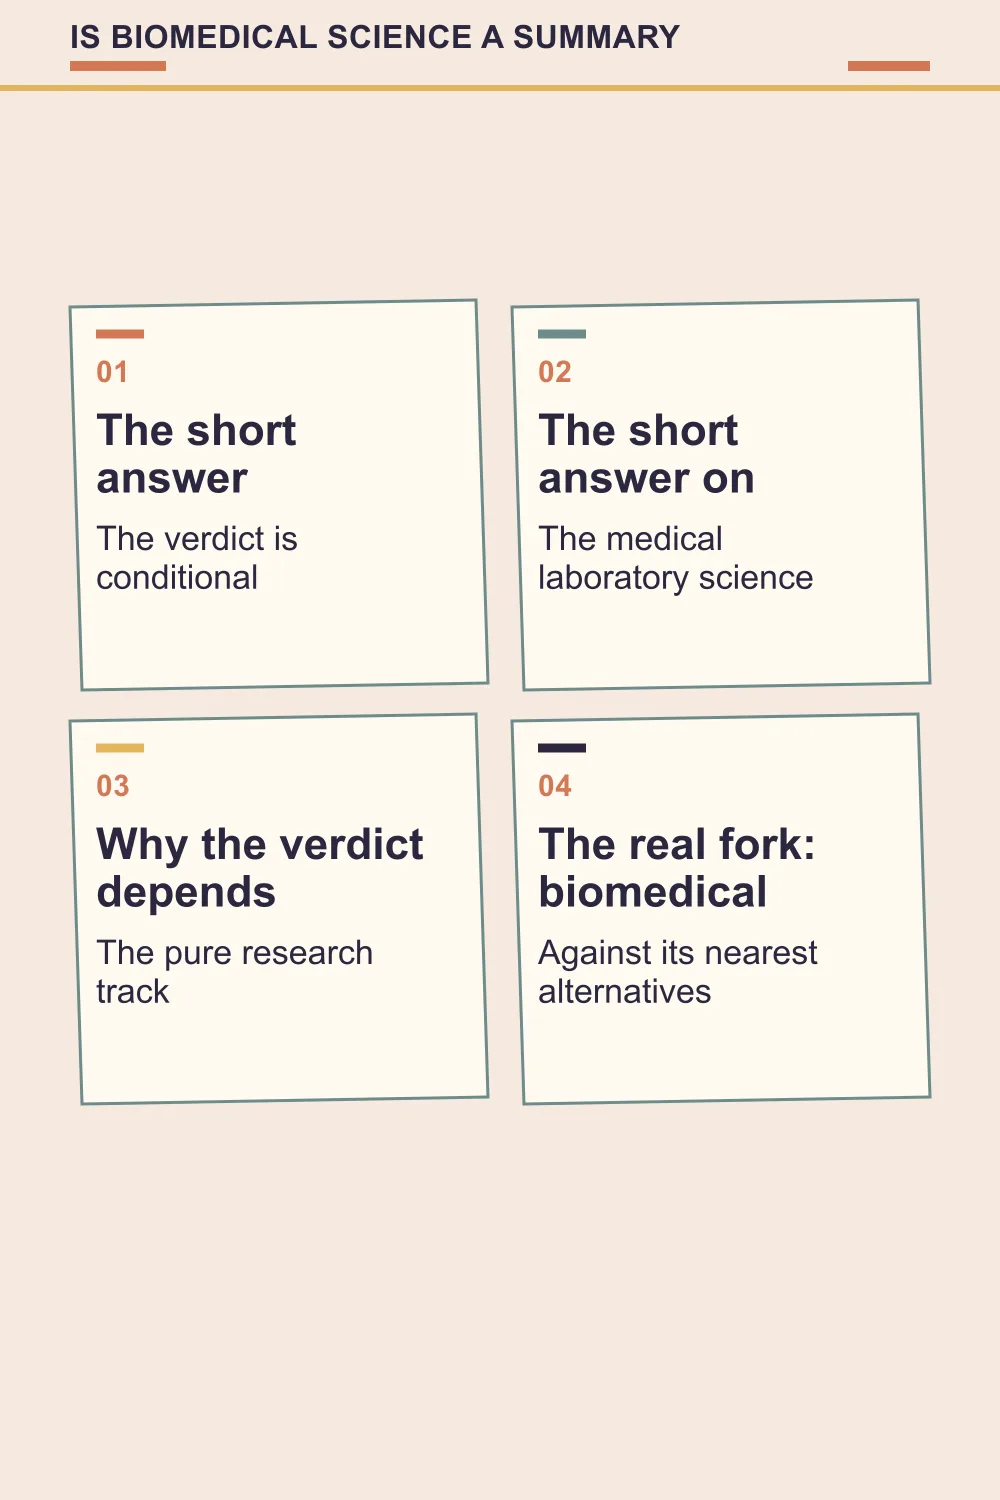 IS BIOMEDICAL SCIENCE A SUMMARY
01
The short
answer
The verdict is
conditional
02
The short
answer on
The medical
laboratory science
03
Why the verdict
depends
The pure research
track
04
The real fork:
biomedical
Against its nearest
alternatives